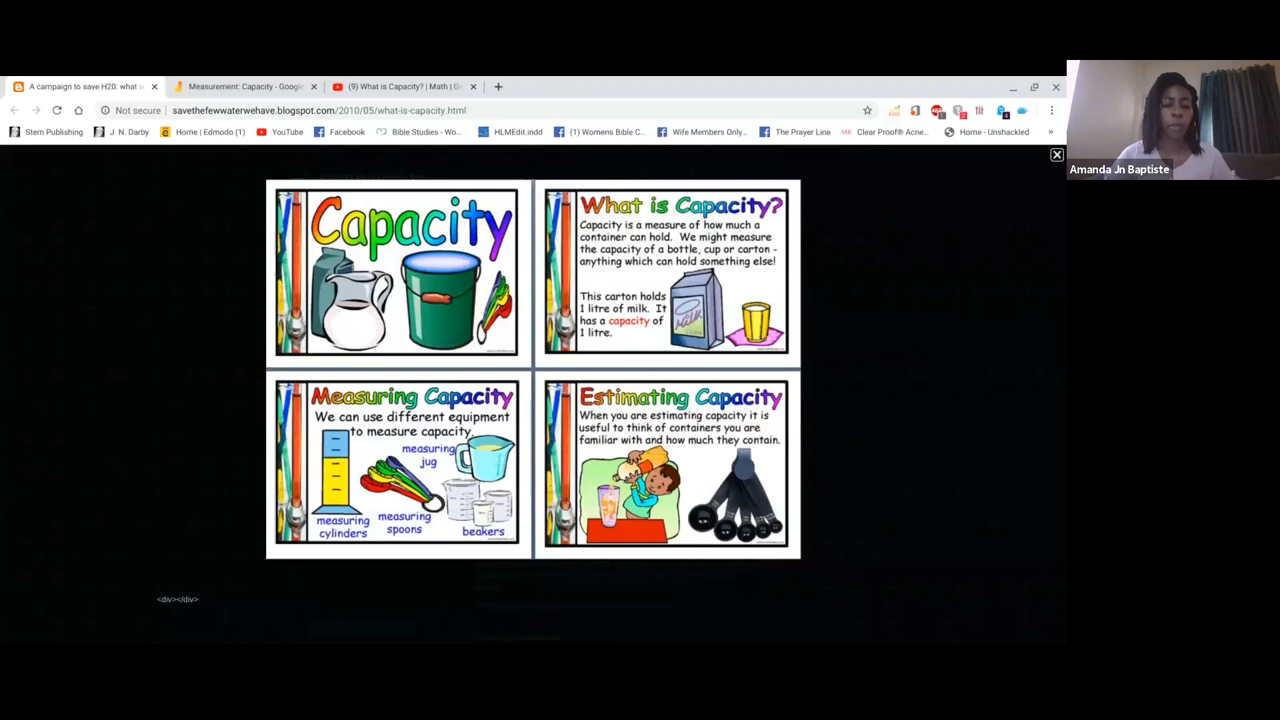 A campaign to save H20: what is
Measurement: Capacity - Google
(9) What is Capacity? | Math | G
Not secure
savethefewwaterwehave.blogspot.com/2010/05/what-is-capacity.html
Stem Publishing
J. N. Darby
Home | Edmodo (1)
YouTube
Facebook
Bible Studies - Wo...
HLMEdit.indd
(1) Womens Bible C...
Wife Members Only...
The Prayer Line
MK Clear Proof® Acne...
Home - Unshackled
»
Amanda Jn Baptiste
Capacity
What is Capacity?
Capacity is a measure of how much a
container can hold. We might measure
the capacity of a bottle, cup or carton -
anything which can hold something else!
This carton holds
1 litre of milk. It
has a capacity of
1 litre.
Milk
Measuring Capacity
We can use different equipment
to measure capacity.
measuring
jug
measuring
cylinders
measuring
spoons
beakers
Estimating Capacity
When you are estimating capacity it is
useful to think of containers you are
familiar with and how much they contain.
<div></div>